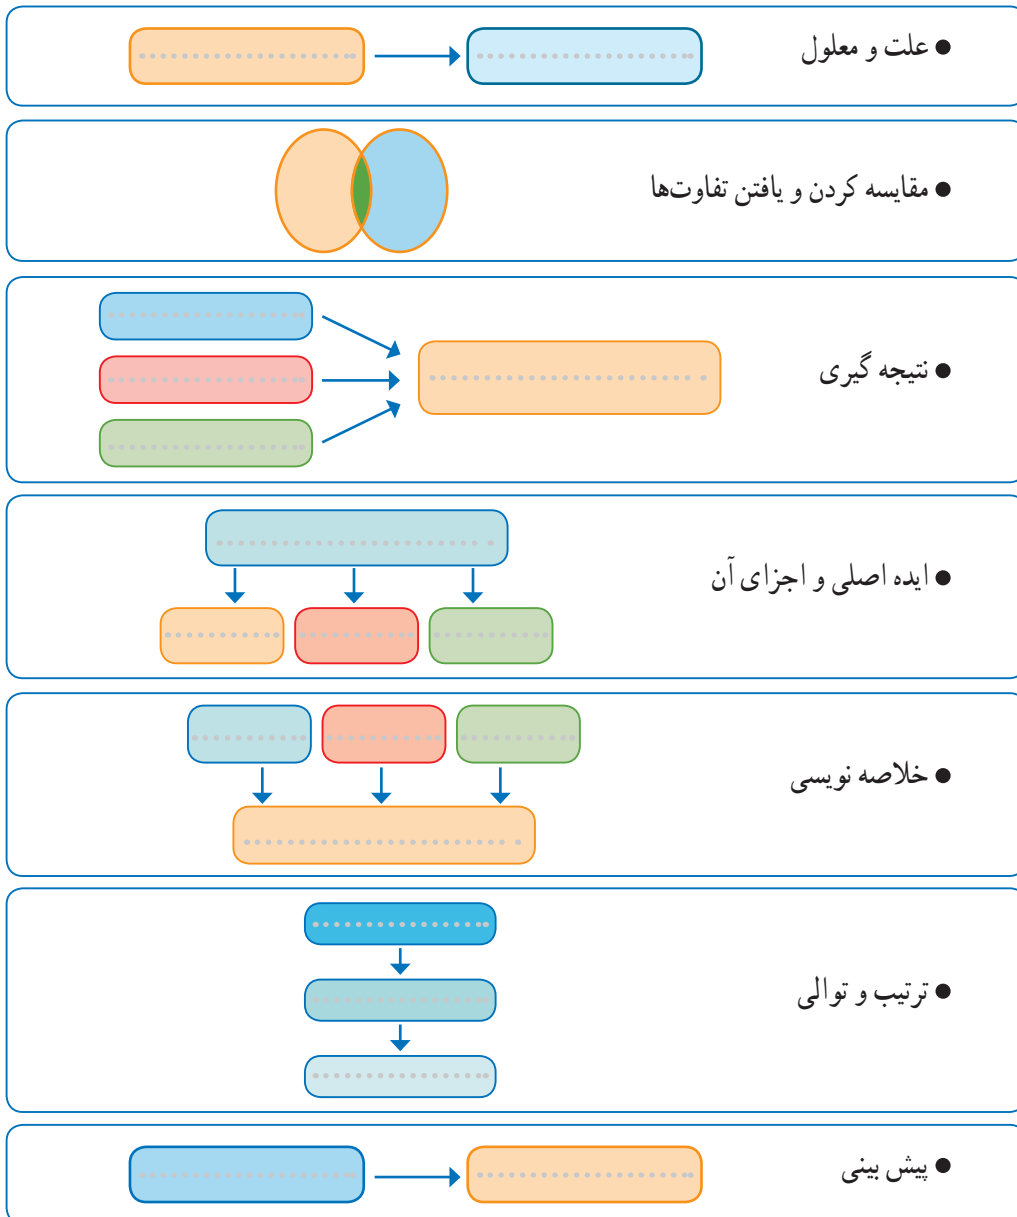 ● علت و معلول
● مقایسه کردن و یافتن تفاوت‌ها
● نتیجه گیری
● ایده اصلی و اجزای آن
● خلاصه نویسی
● ترتیب و توالی
● پیش بینی